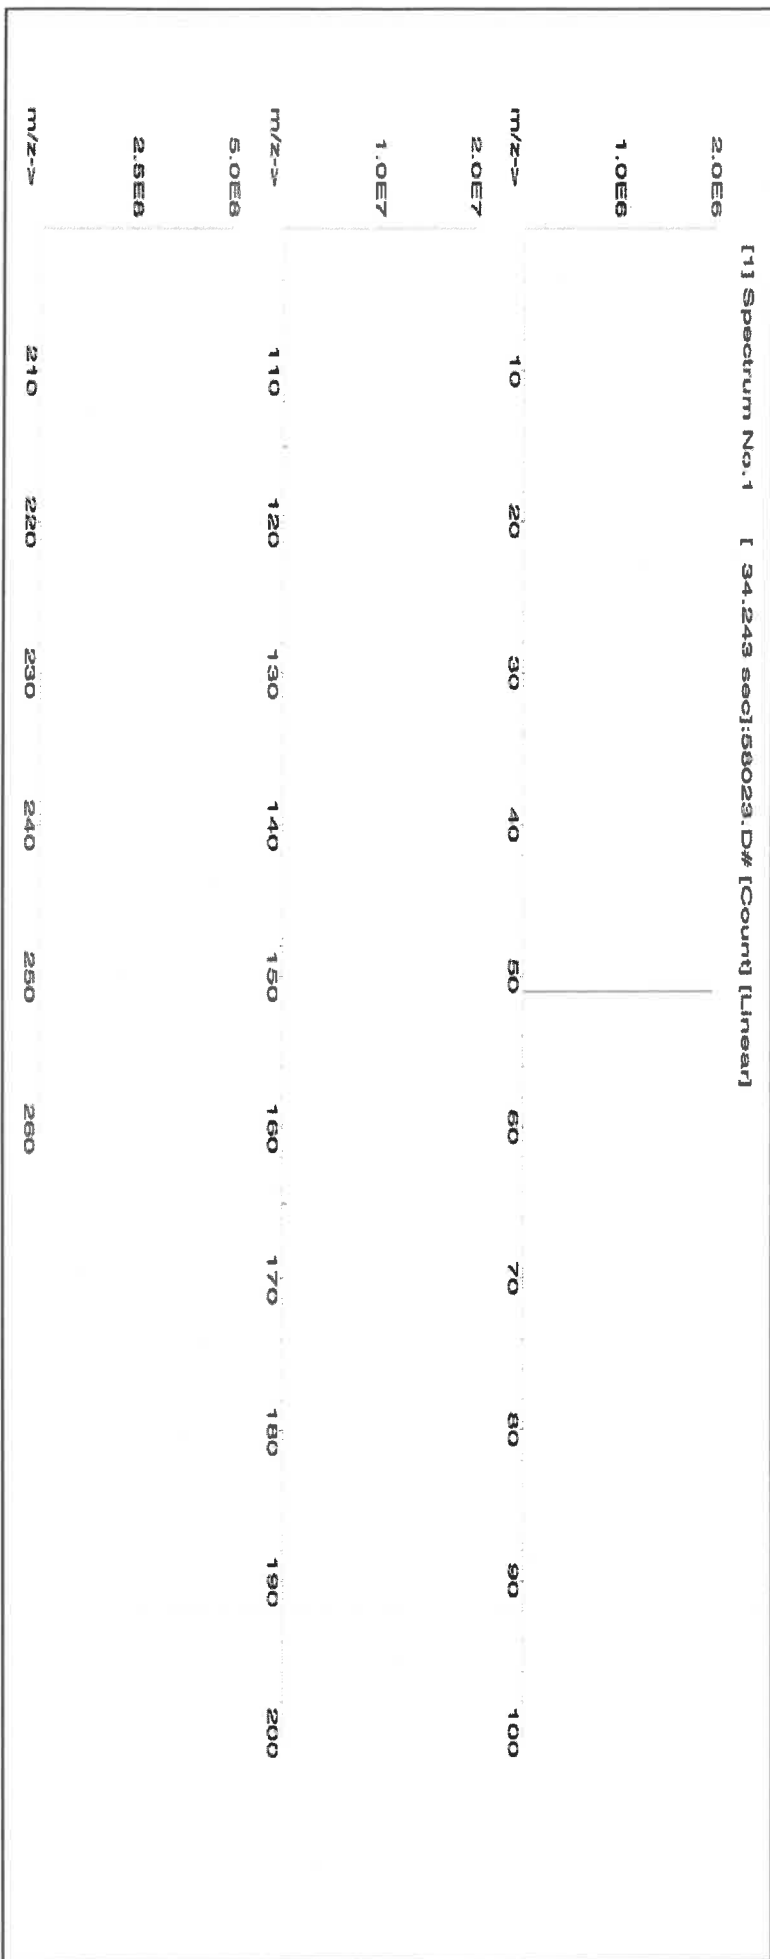 [1] Spectrum No.1 [ 34.243 sec]:58023.D# [Count] [Linear]
2.0E6
1.0E6
m/z-> 10 20 30 40 50 60 70 80 90 100
2.0E7
1.0E7
m/z-> 110 120 130 140 150 160 170 180 190 200
5.0E6
2.5E6
m/z-> 210 220 230 240 250 260